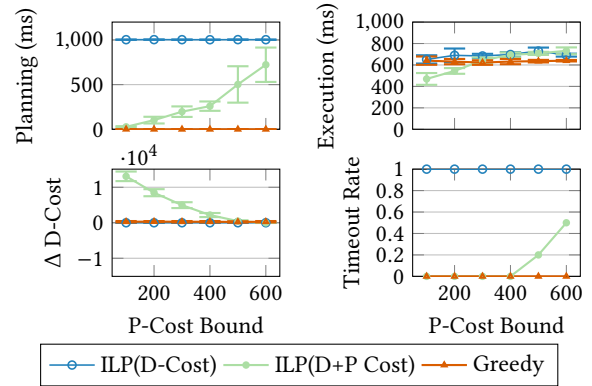 Planning (ms)
1,000
500
0
Execution (ms)
1,000
800
600
400
200
0
·10⁴
Δ D-Cost
1
0
−1
200 400 600
P-Cost Bound
Timeout Rate
1
0.8
0.6
0.4
0.2
0
200 400 600
P-Cost Bound
ILP(D-Cost) ILP(D+P Cost) Greedy